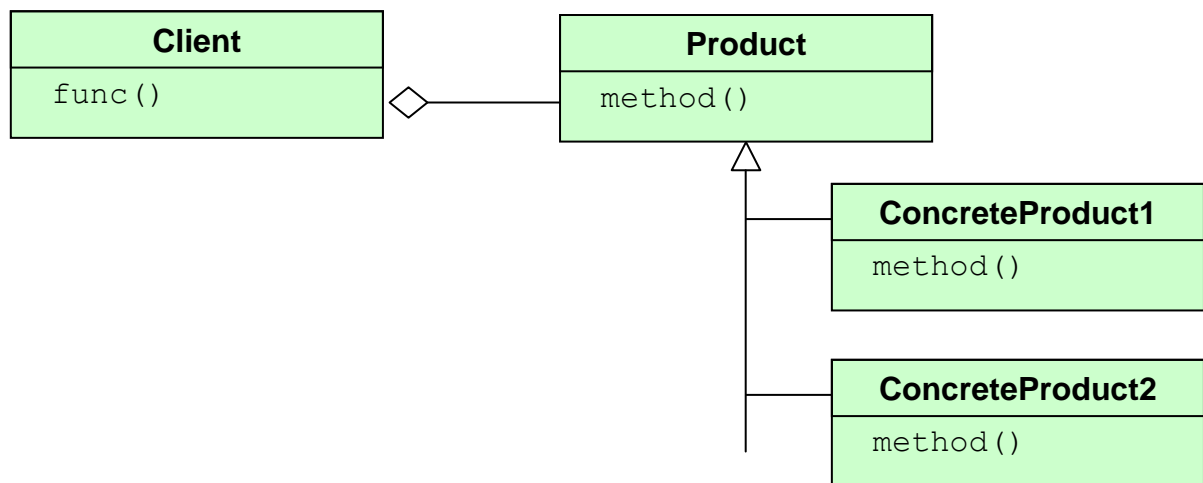 Client
func()
Product
method()
ConcreteProduct1
method()
ConcreteProduct2
method()